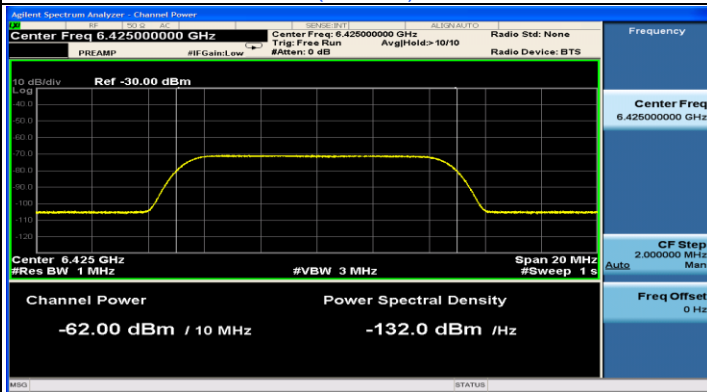 Agilent Spectrum Analyzer - Channel Power
RF 50 Ω AC SENSE:INT ALIGN AUTO
Center Freq 6.425000000 GHz
Center Freq: 6.425000000 GHz
Radio Std: None
Trig: Free Run Avg|Hold:>10/10
PREAMP #IFGain:Low #Atten: 0 dB Radio Device: BTS
10 dB/div Ref -30.00 dBm
Log
-40.0
-50.0
-60.0
-70.0
-80.0
-90.0
-100
-110
-120
Center 6.425 GHz Span 20 MHz
#Res BW 1 MHz #VBW 3 MHz #Sweep 1 s
Channel Power Power Spectral Density
-62.00 dBm / 10 MHz -132.0 dBm /Hz
MSG STATUS
Frequency
Center Freq
6.425000000 GHz
CF Step
2.000000 MHz
Auto Man
Freq Offset
0 Hz